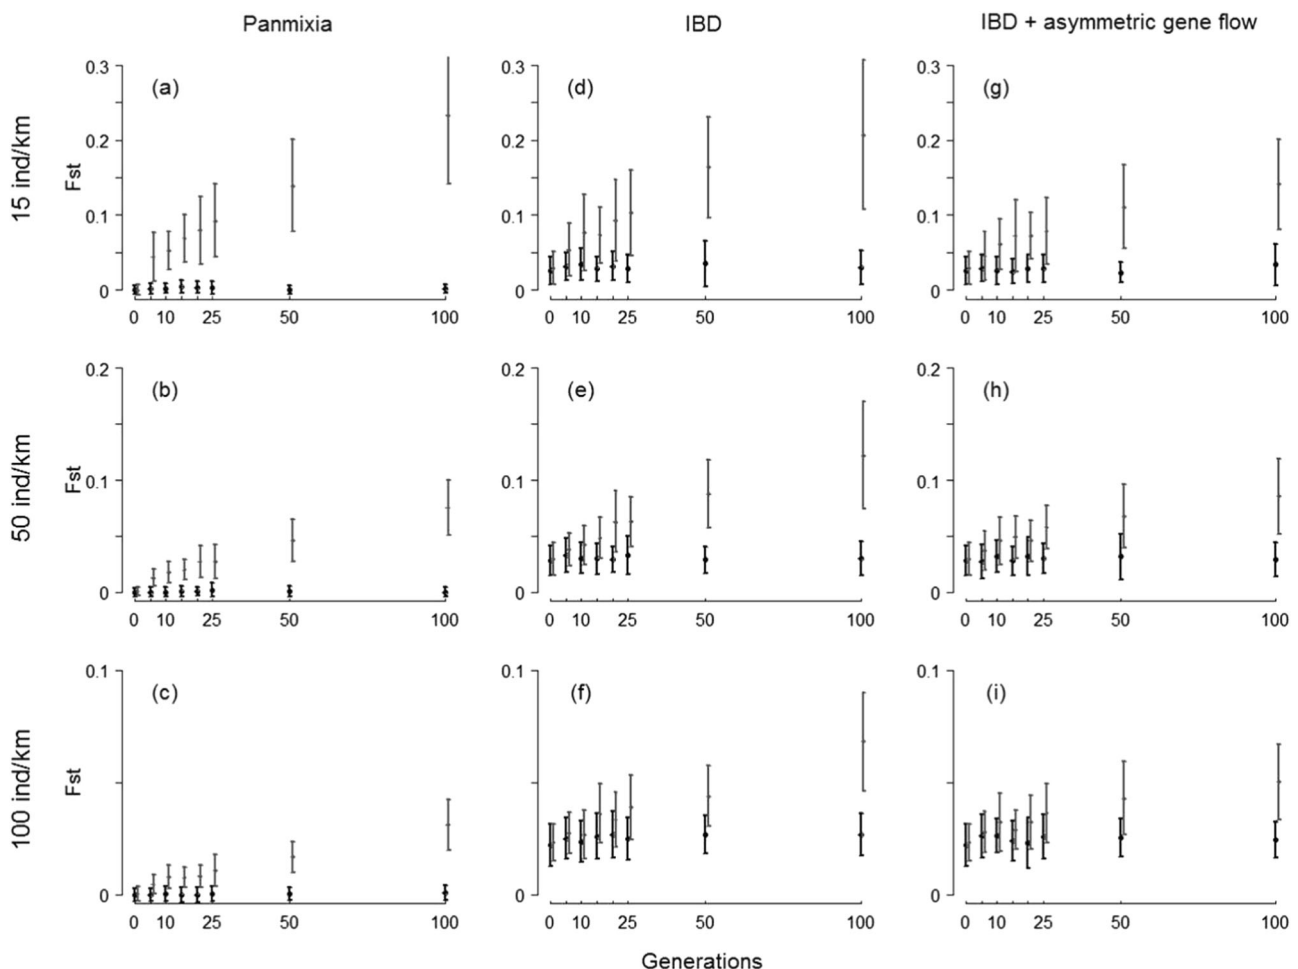 Panmixia IBD IBD + asymmetric gene flow
15 ind/km
Fst
0.3 0.3 0.3
(a) (d) (g)
0.2 0.2 0.2
0.1 0.1 0.1
0 0 0
0 10 25 50 100 0 10 25 50 100 0 10 25 50 100
50 ind/km
Fst
0.2 0.2 0.2
(b) (e) (h)
0.1 0.1 0.1
0 0 0
0 10 25 50 100 0 10 25 50 100 0 10 25 50 100
100 ind/km
Fst
0.1 0.1 0.1
(c) (f) (i)
0 0 0
0 10 25 50 100 0 10 25 50 100 0 10 25 50 100
Generations